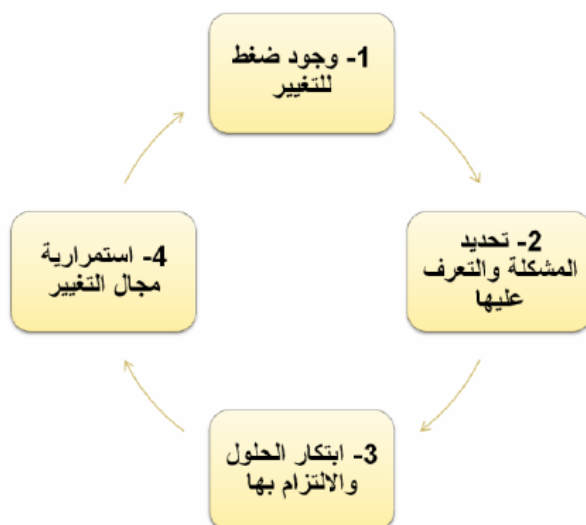 1- وجود ضغط
للتغيير
2- تحديد
المشكلة والتعرف
عليها
3- ابتكار الحلول
والالتزام بها
4- استمرارية
مجال التغيير